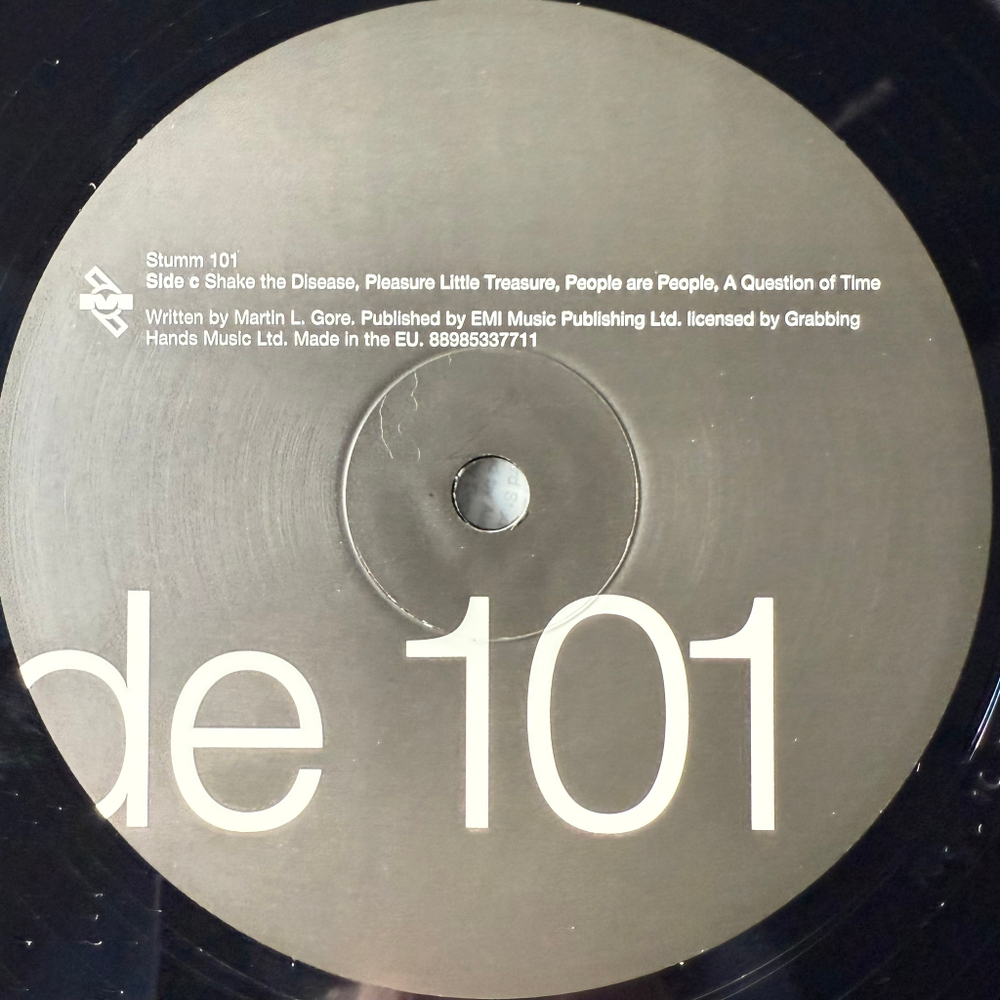 Stumm 101
Side c Shake the Disease, Pleasure Little Treasure, People are People, A Question of Time
Written by Martin L. Gore. Published by EMI Music Publishing Ltd. licensed by Grabbing
Hands Music Ltd. Made in the EU. 88985337711
de 101